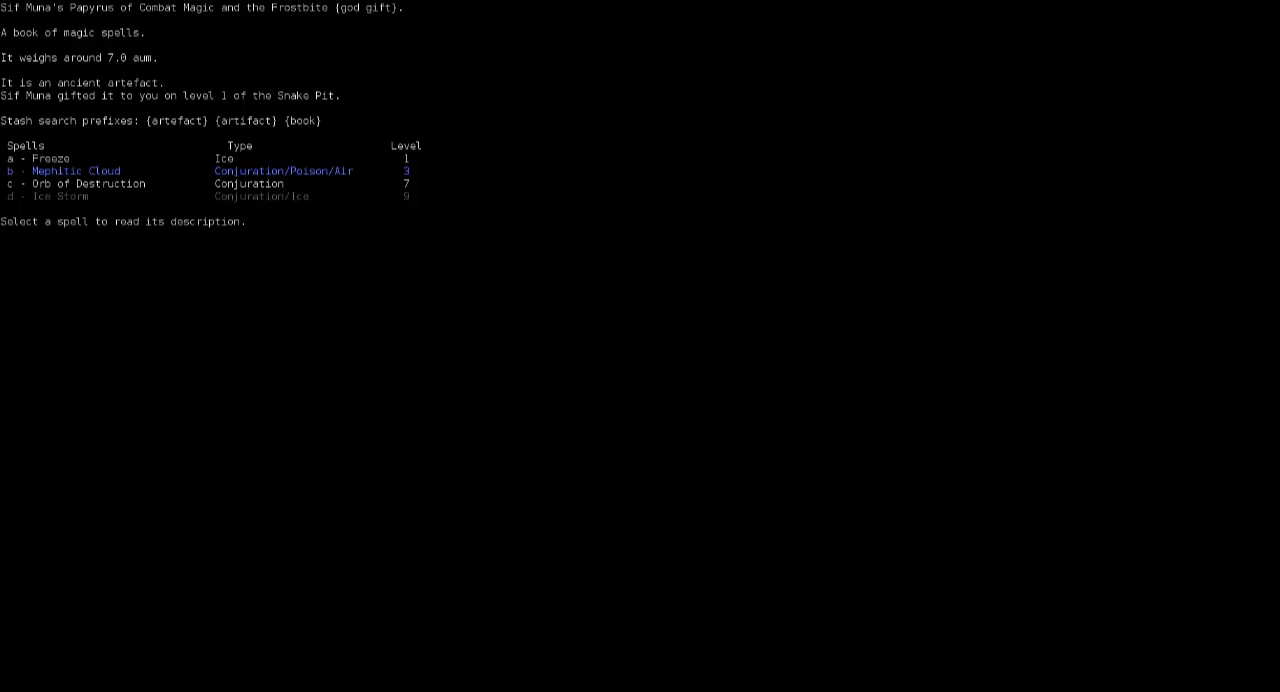 Sif Muna's Papyrus of Combat Magic and the Frostbite {god gift}.
A book of magic spells.
It weighs around 7.0 aum.
It is an ancient artefact.
Sif Muna gifted it to you on level 1 of the Snake Pit.
Stash search prefixes: {artefact} {artifact} {book}
Spells Type Level
a - Freeze Ice 1
b - Mephitic Cloud Conjuration/Poison/Air 3
c - Orb of Destruction Conjuration 7
d - Ice Storm Conjuration/Ice 9
Select a spell to read its description.